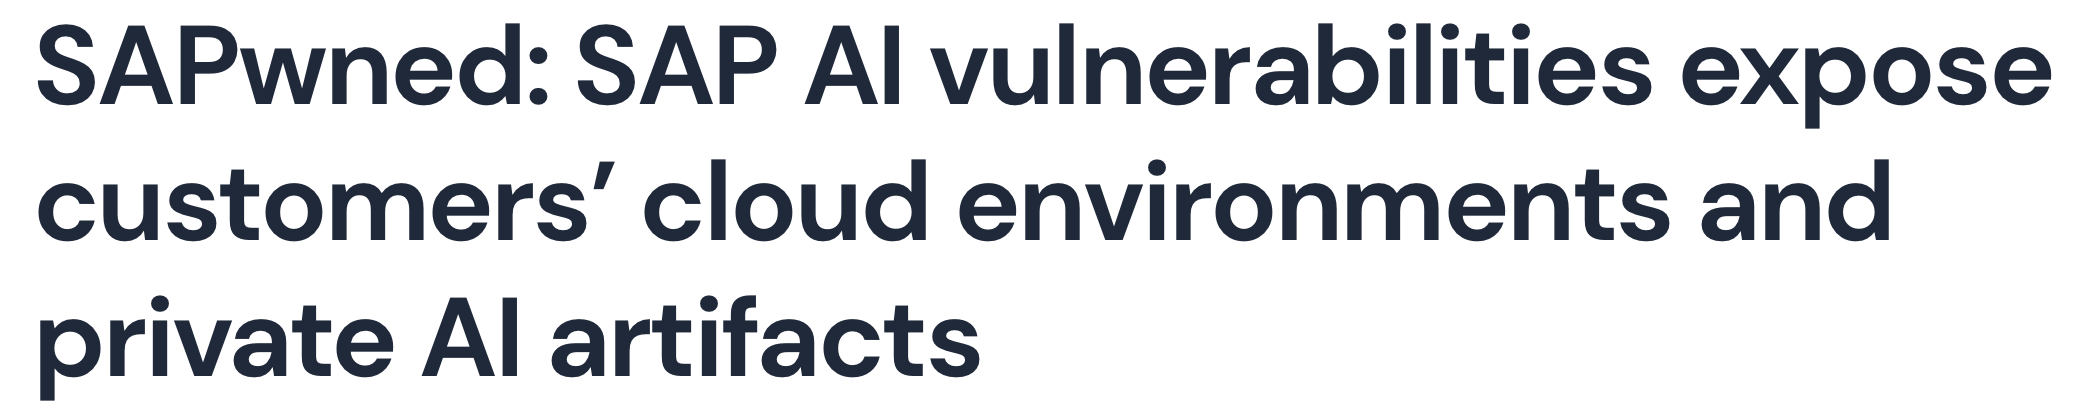 SAPwned: SAP AI vulnerabilities expose
customers’ cloud environments and
private AI artifacts